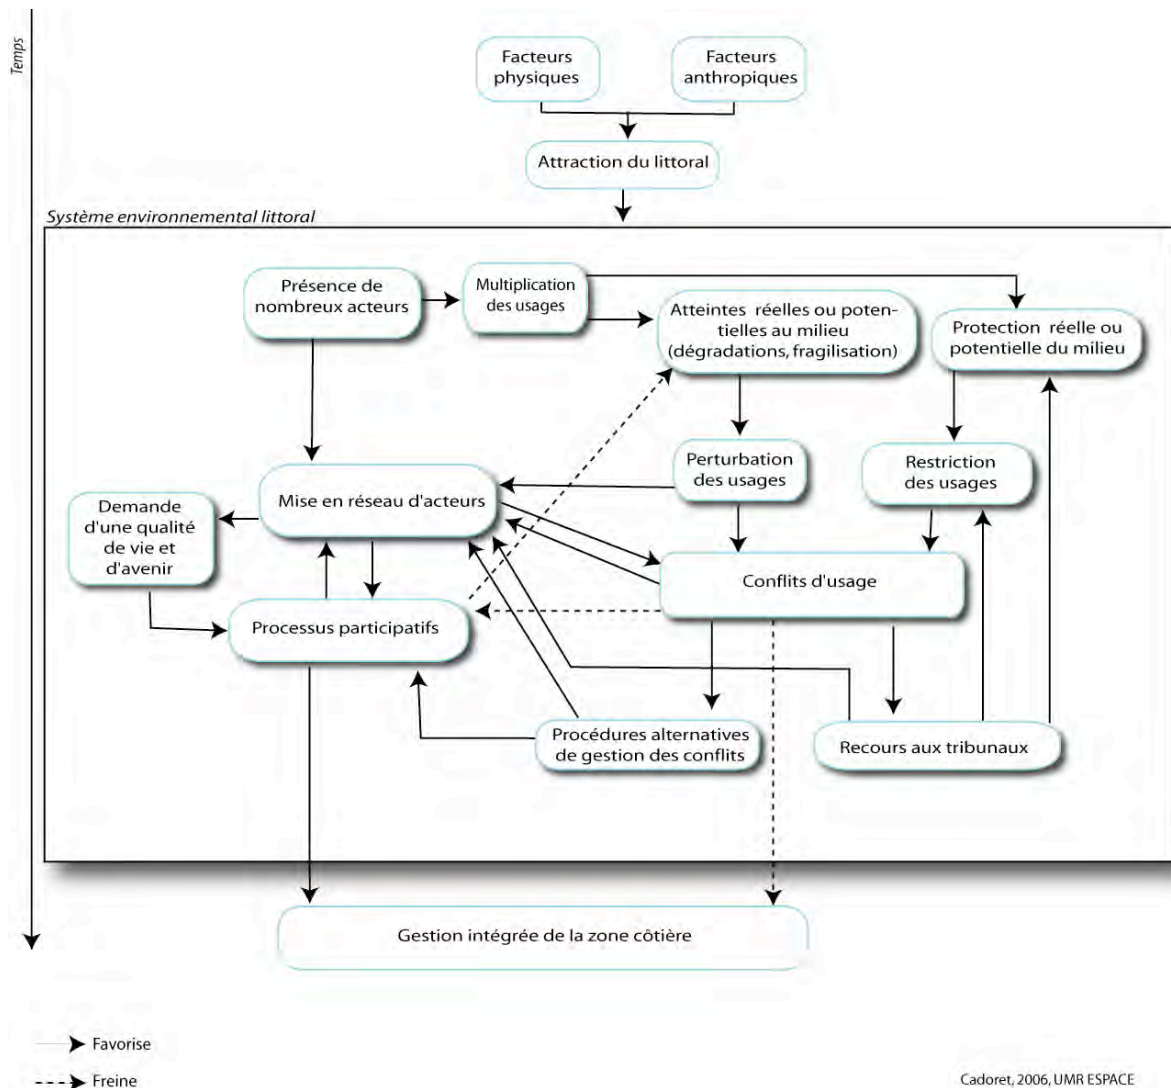 Temps
Facteurs
physiques
Facteurs
anthropiques
Attraction du littoral
Système environnemental littoral
Présence de
nombreux acteurs
Multiplication
des usages
Atteintes réelles ou poten-
tielles au milieu
(dégradations, fragilisation)
Protection réelle ou
potentielle du milieu
Perturbation
des usages
Restriction
des usages
Mise en réseau d'acteurs
Demande
d'une qualité
de vie et
d'avenir
Conflits d'usage
Processus participatifs
Procédures alternatives
de gestion des conflits
Recours aux tribunaux
Gestion intégrée de la zone côtière
Favorise
Freine
Cadoret, 2006, UMR ESPACE